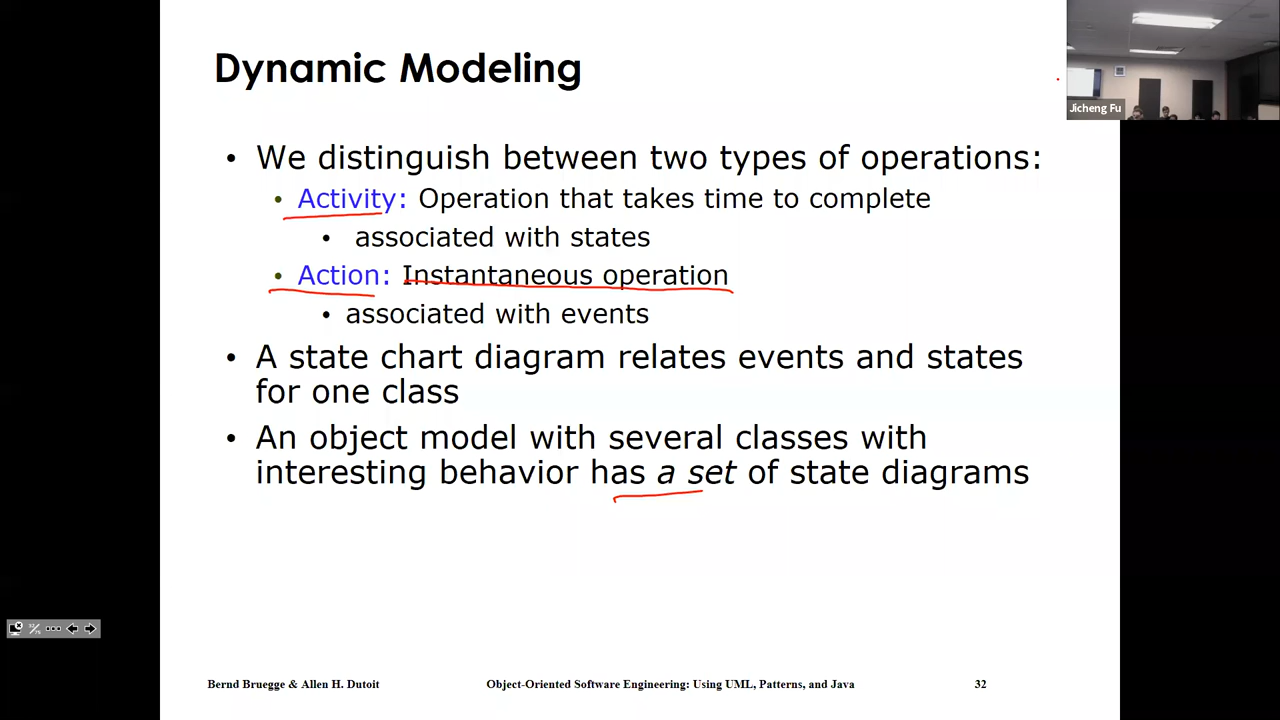 Dynamic Modeling
Jicheng Fu
• We distinguish between two types of operations:
• Activity: Operation that takes time to complete
• associated with states
• Action: Instantaneous operation
• associated with events
• A state chart diagram relates events and states
for one class
• An object model with several classes with
interesting behavior has a set of state diagrams
Bernd Bruegge & Allen H. Dutoit
Object-Oriented Software Engineering: Using UML, Patterns, and Java
32